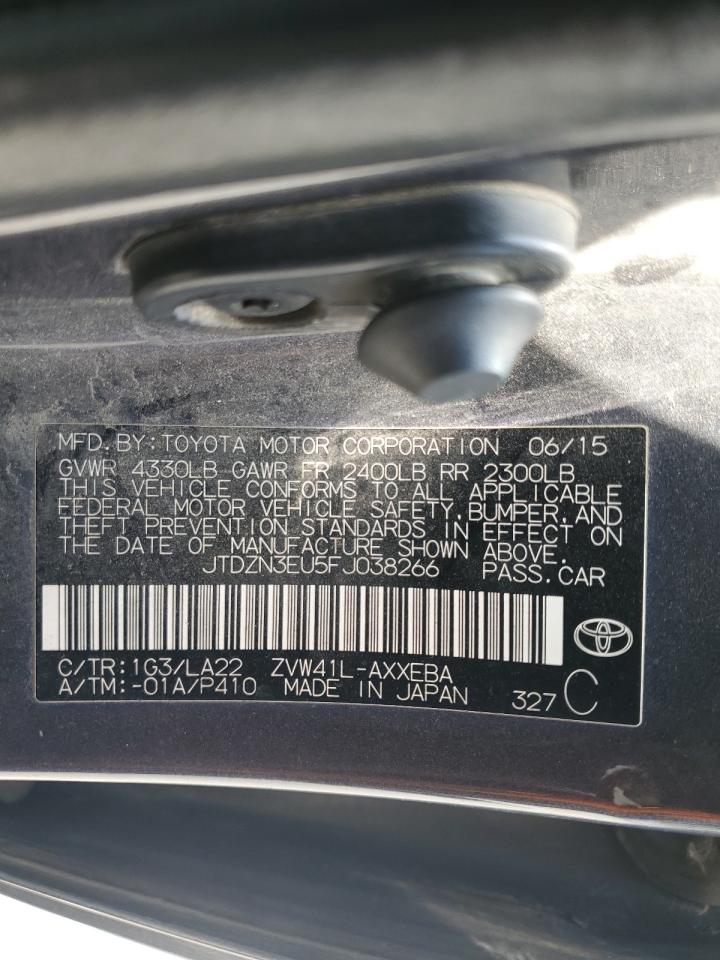 MFD.BY:TOYOTA MOTOR CORPORATION 06/15
GVWR 4330LB GAWR FR 2400LB RR 2300LB
THIS VEHICLE CONFORMS TO ALL APPLICABLE
FEDERAL MOTOR VEHICLE SAFETY,BUMPER,AND
THEFT PREVENTION STANDARDS IN EFFECT ON
THE DATE OF MANUFACTURE SHOWN ABOVE.
JTDZN3EU5FJ038266 PASS.CAR
C/TR:1G3/LA22 ZVW41L-AXXEBA
A/TM:-01A/P410 MADE IN JAPAN 327 C